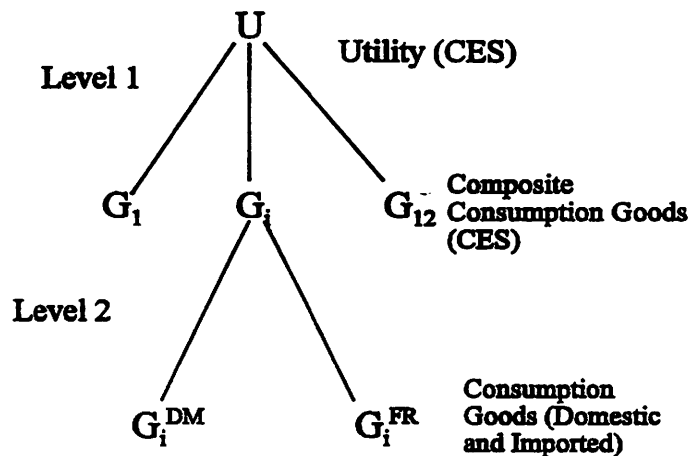 U
Utility (CES)
Level 1
G₁ Gᵢ G₁₂ Composite
Consumption Goods
(CES)
Level 2
Gᵢᴰᴹ Gᵢᶠᴿ Consumption
Goods (Domestic
and Imported)